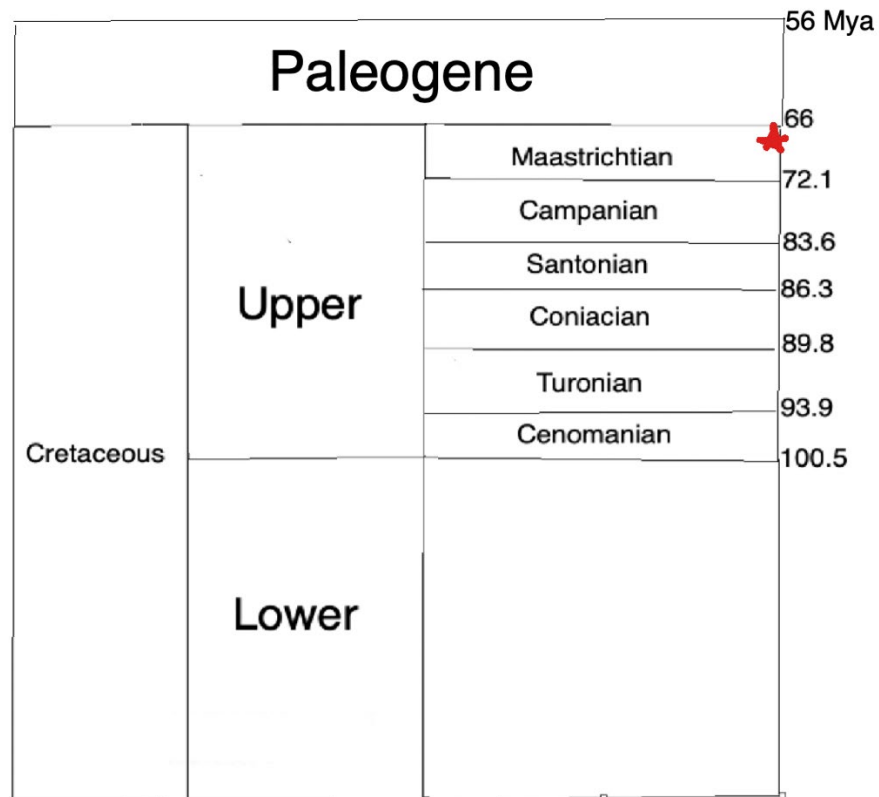 56 Mya
Paleogene
66
Maastrichtian
72.1
Campanian
83.6
Santonian
86.3
Upper
Coniacian
89.8
Turonian
93.9
Cenomanian
Cretaceous
100.5
Lower